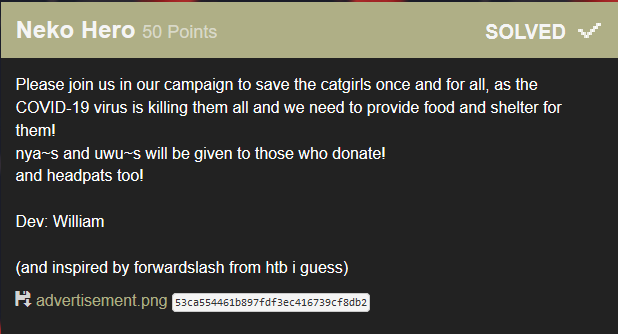 Neko Hero 50 Points SOLVED
Please join us in our campaign to save the catgirls once and for all, as the
COVID-19 virus is killing them all and we need to provide food and shelter for
them!
nya~s and uwu~s will be given to those who donate!
and headpats too!
Dev: William
(and inspired by forwardslash from htb i guess)
advertisement.png 53ca554461b897fdf3ec416739cf8db2